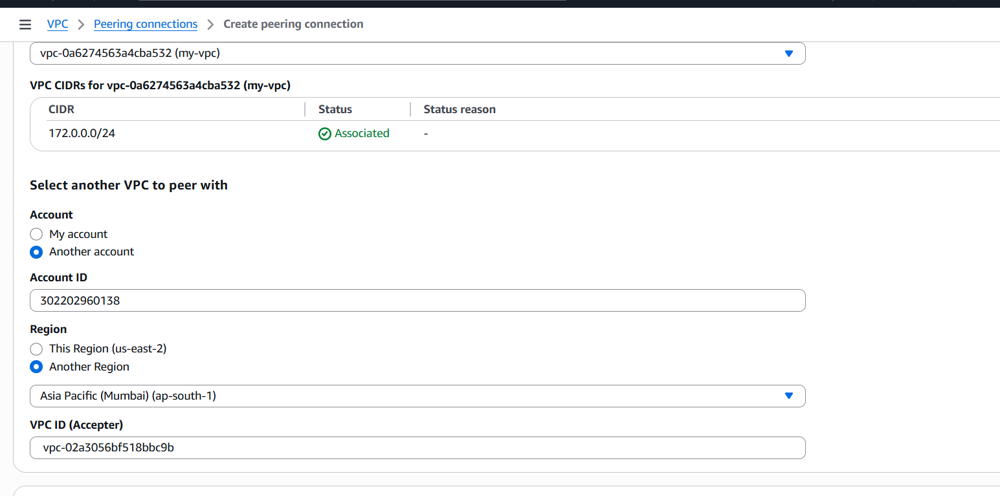 VPC > Peering connections > Create peering connection
vpc-0a6274563a4cba532 (my-vpc)
VPC CIDRs for vpc-0a6274563a4cba532 (my-vpc)
CIDR Status Status reason
172.0.0.0/24 Associated -
Select another VPC to peer with
Account
My account
Another account
Account ID
302202960138
Region
This Region (us-east-2)
Another Region
Asia Pacific (Mumbai) (ap-south-1)
VPC ID (Accepter)
vpc-02a3056bf518bbc9b